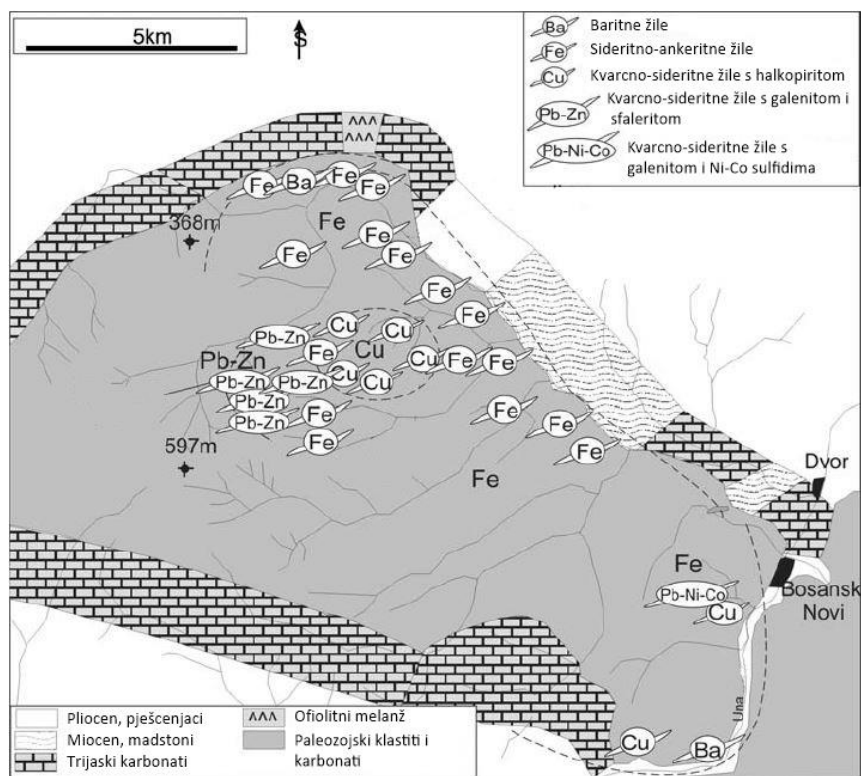 5km
S
Ba Baritne žile
Fe Sideritno-ankeritne žile
Cu Kvarcno-sideritne žile s halkopiritom
Pb-Zn Kvarcno-sideritne žile s galenitom i
sfaleritom
Pb-Ni-Co Kvarcno-sideritne žile s
galenitom i Ni-Co sulfidima
Fe Ba Fe Fe
Fe
368m
Fe
Fe Fe
Fe
Fe
Cu
Pb-Zn Cu
Pb-Zn Fe Cu Cu Fe Fe
Pb-Zn Pb-Zn Cu Cu
Pb-Zn
Pb-Zn Fe Fe
Fe
Fe Fe
597m
Fe
Dvor
Fe
Pb-Ni-Co
Cu
Bosanski
Novi
Una
Cu Ba
Pliocen, pješcenjaci
Miocen, madstoni
Trijaski karbonati
Ofiolitni melanž
Paleozojski klastiti i
karbonati